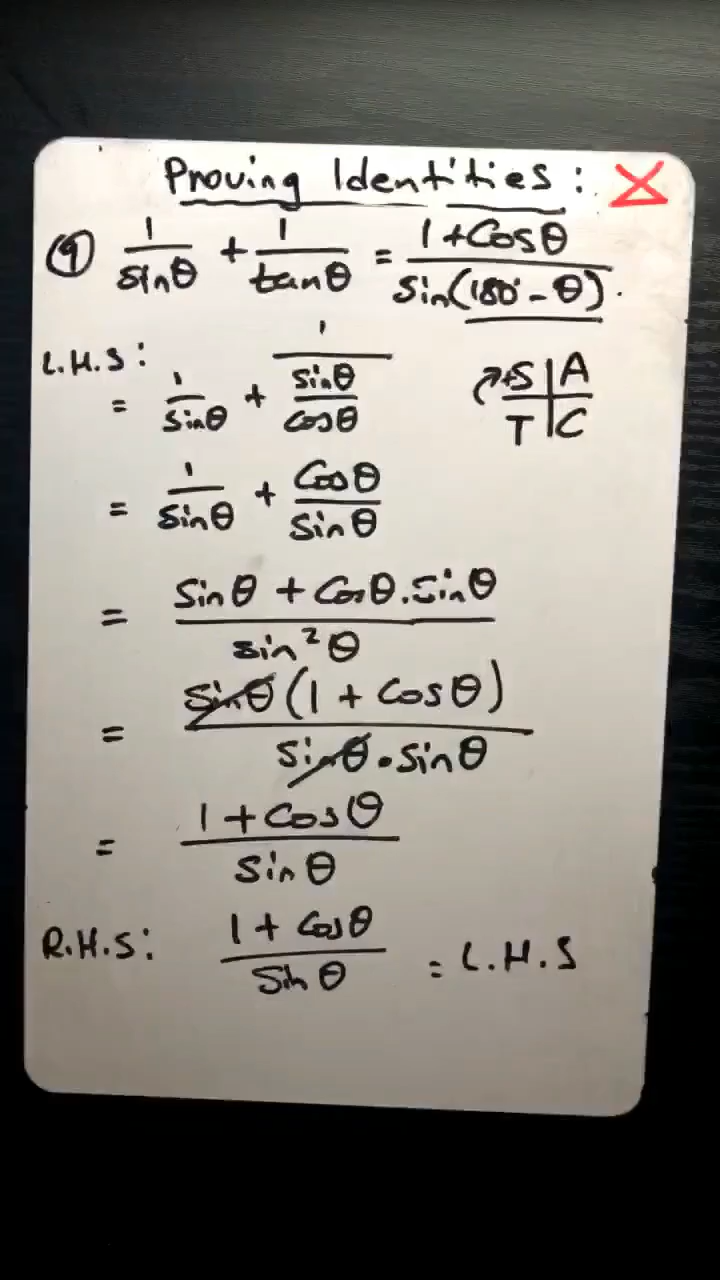 Proving Identities :
9) 1/sinθ + 1/tanθ = 1+Cosθ/sin(180° - θ).
L.H.S :
= 1/sinθ + 1/(sinθ/cosθ)
S A
T C
= 1/sinθ + Cosθ/sinθ
= Sinθ + Cosθ.Sinθ/sin²θ
= sinθ(1 + Cosθ)/sinθ • sinθ
= 1 + Cosθ/sinθ
R.H.S: 1 + Cosθ/Sinθ = L.H.S